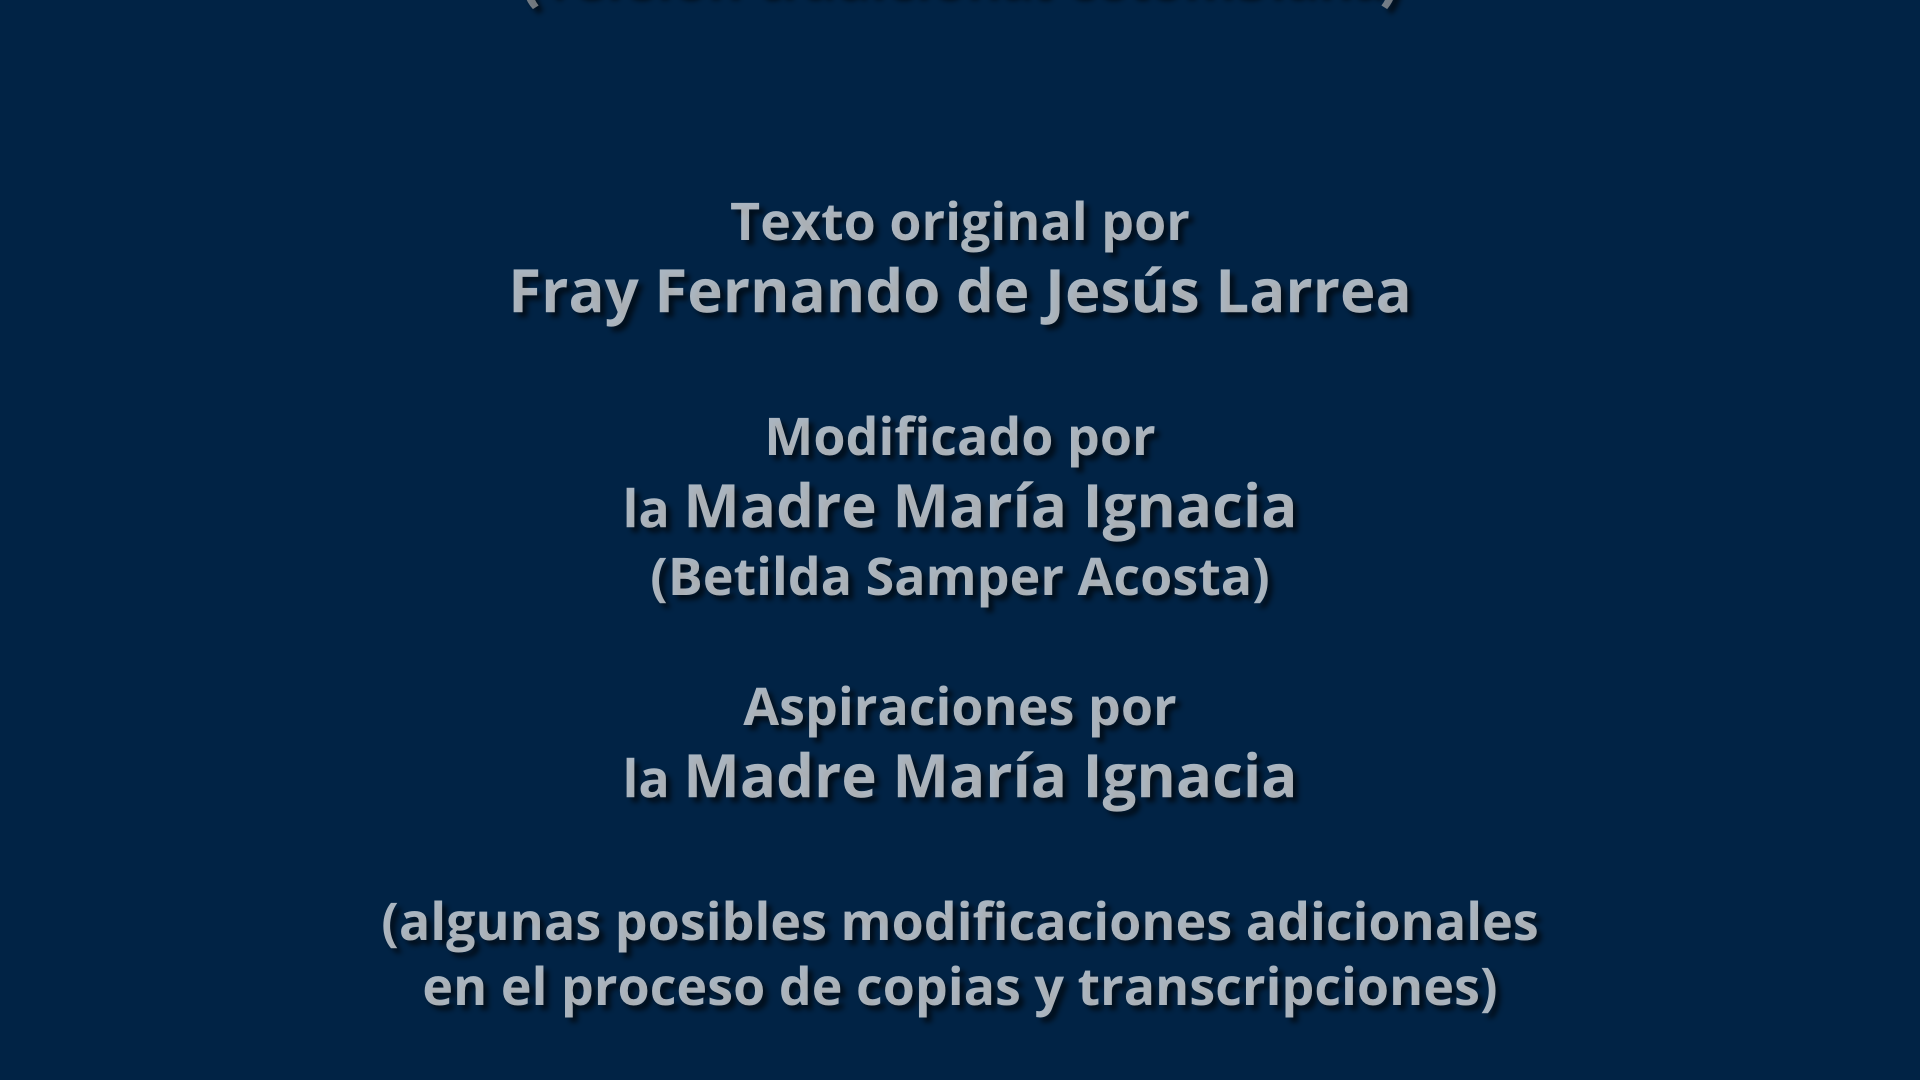 Texto original por
Fray Fernando de Jesús Larrea
Modificado por
la Madre María Ignacia
(Betilda Samper Acosta)
Aspiraciones por
la Madre María Ignacia
(algunas posibles modificaciones adicionales
en el proceso de copias y transcripciones)